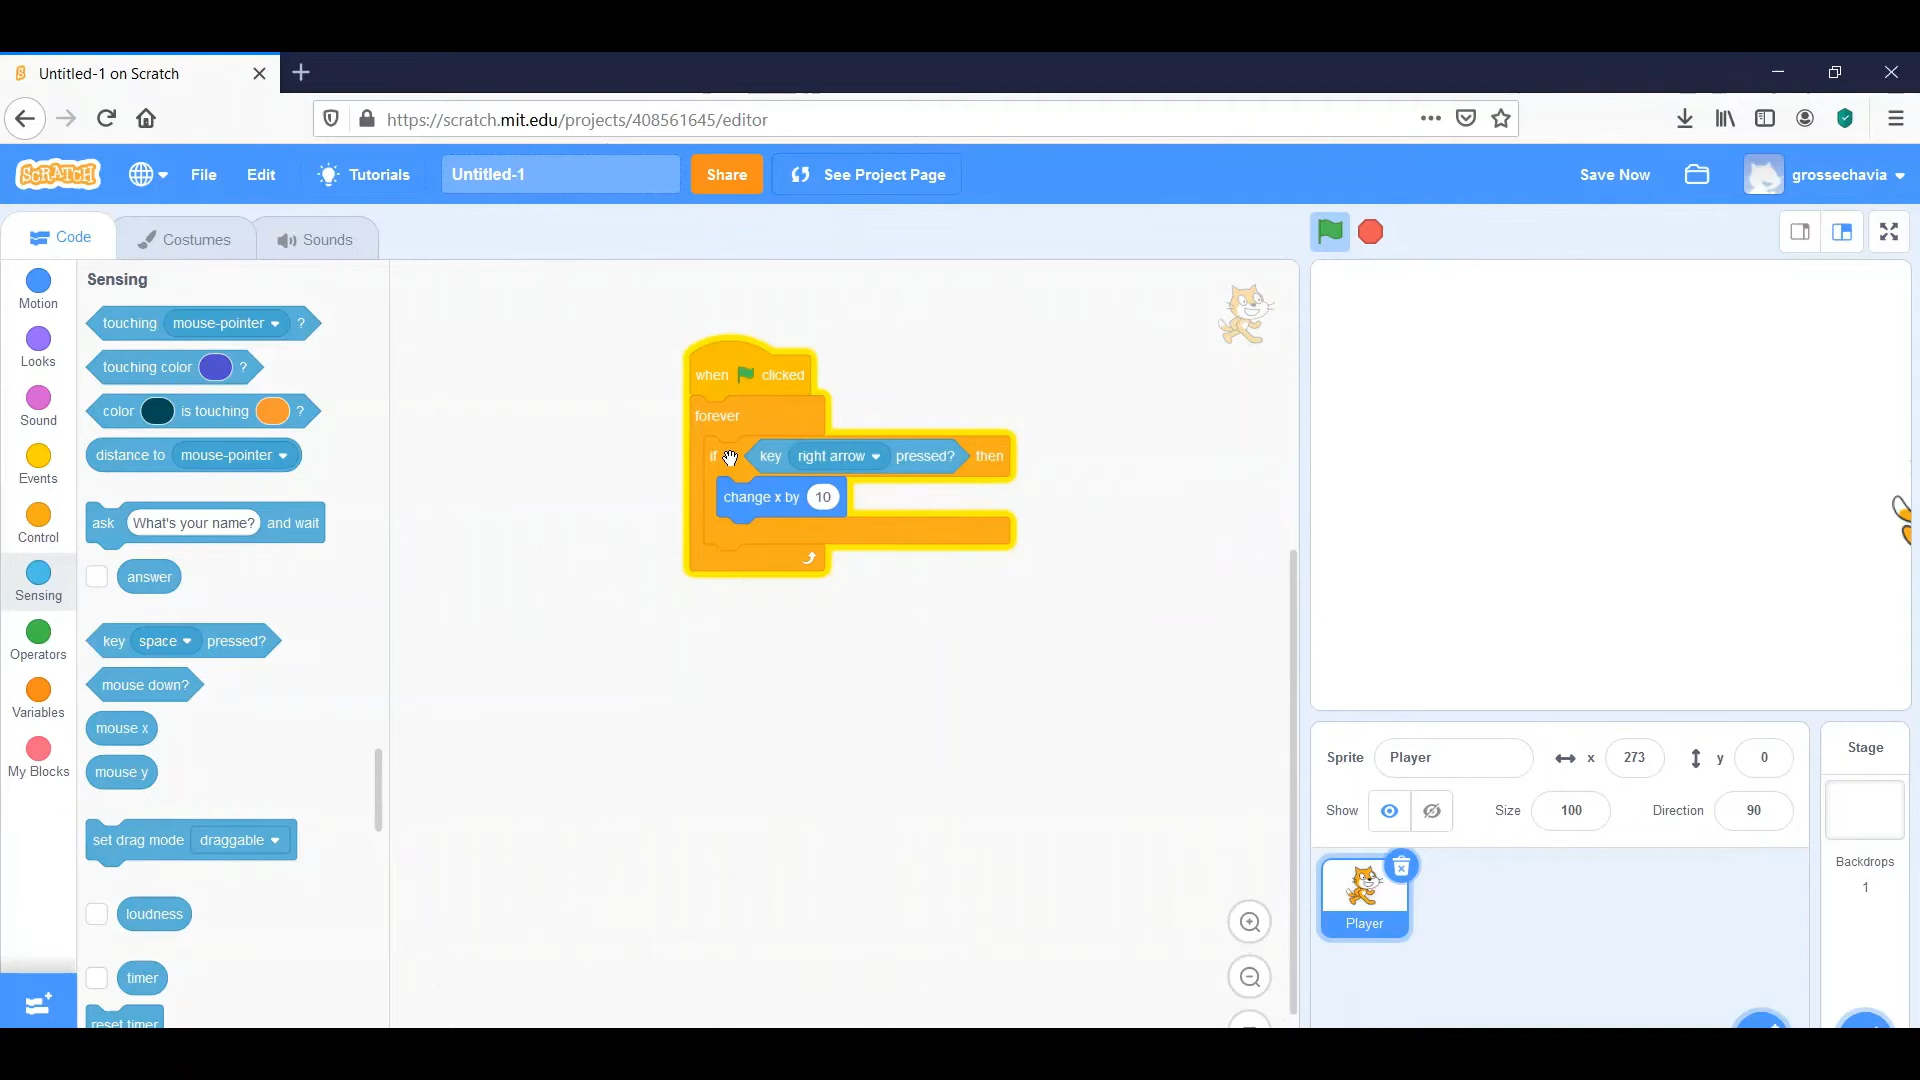 Untitled-1 on Scratch
https://scratch.mit.edu/projects/408561645/editor
SCRATCH
File
Edit
Tutorials
Untitled-1
Share
See Project Page
Save Now
grossechavia
Code
Costumes
Sounds
Motion
Looks
Sound
Events
Control
Sensing
Operators
Variables
My Blocks
Sensing
touching mouse-pointer ?
touching color ?
color is touching ?
distance to mouse-pointer
ask What's your name? and wait
answer
key space pressed?
mouse down?
mouse x
mouse y
set drag mode draggable
loudness
timer
reset timer
when clicked
forever
if key right arrow pressed? then
change x by 10
Sprite Player x 273 y 0
Show Size 100 Direction 90
Player
Stage
Backdrops
1